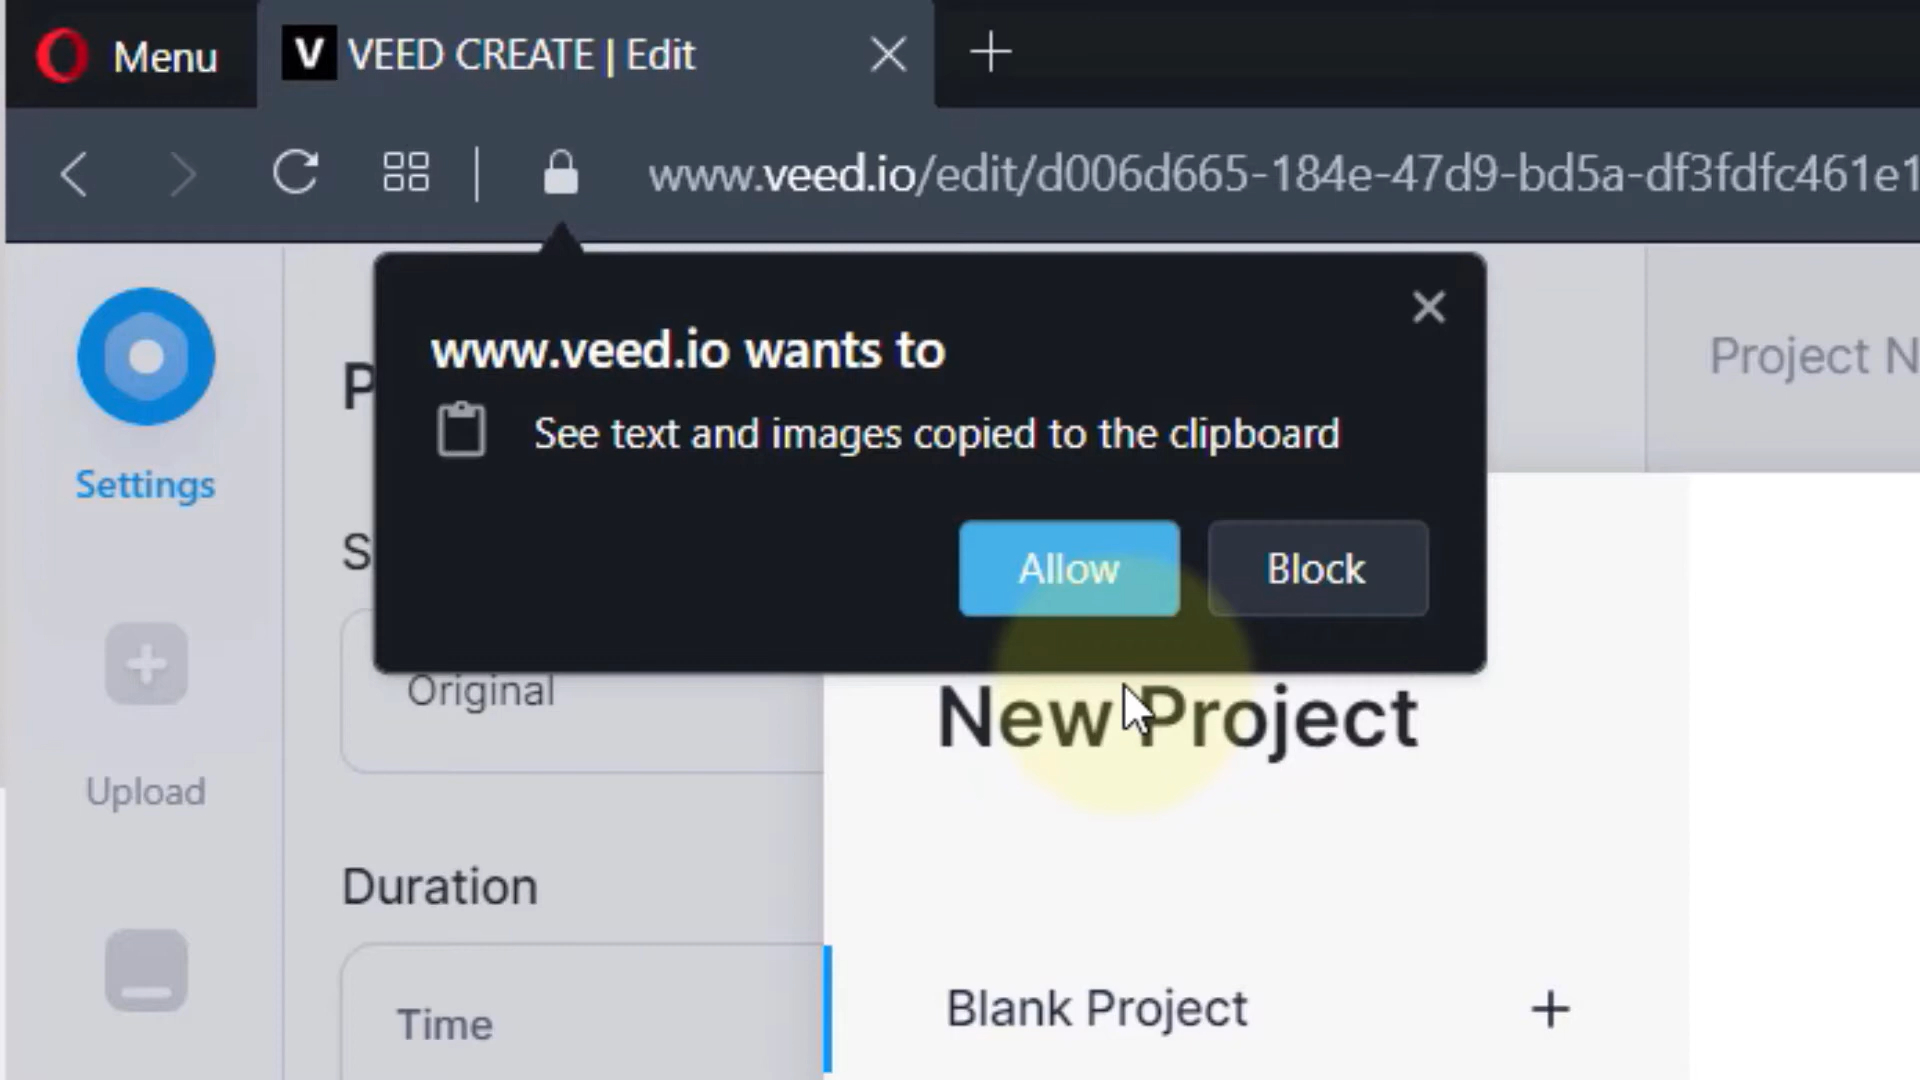 Menu
V VEED CREATE | Edit
www.veed.io/edit/d006d665-184e-47d9-bd5a-df3fdfc461e1
www.veed.io wants to
See text and images copied to the clipboard
Allow
Block
Settings
P
Project N
S
Original
New Project
Upload
Duration
Time
Blank Project